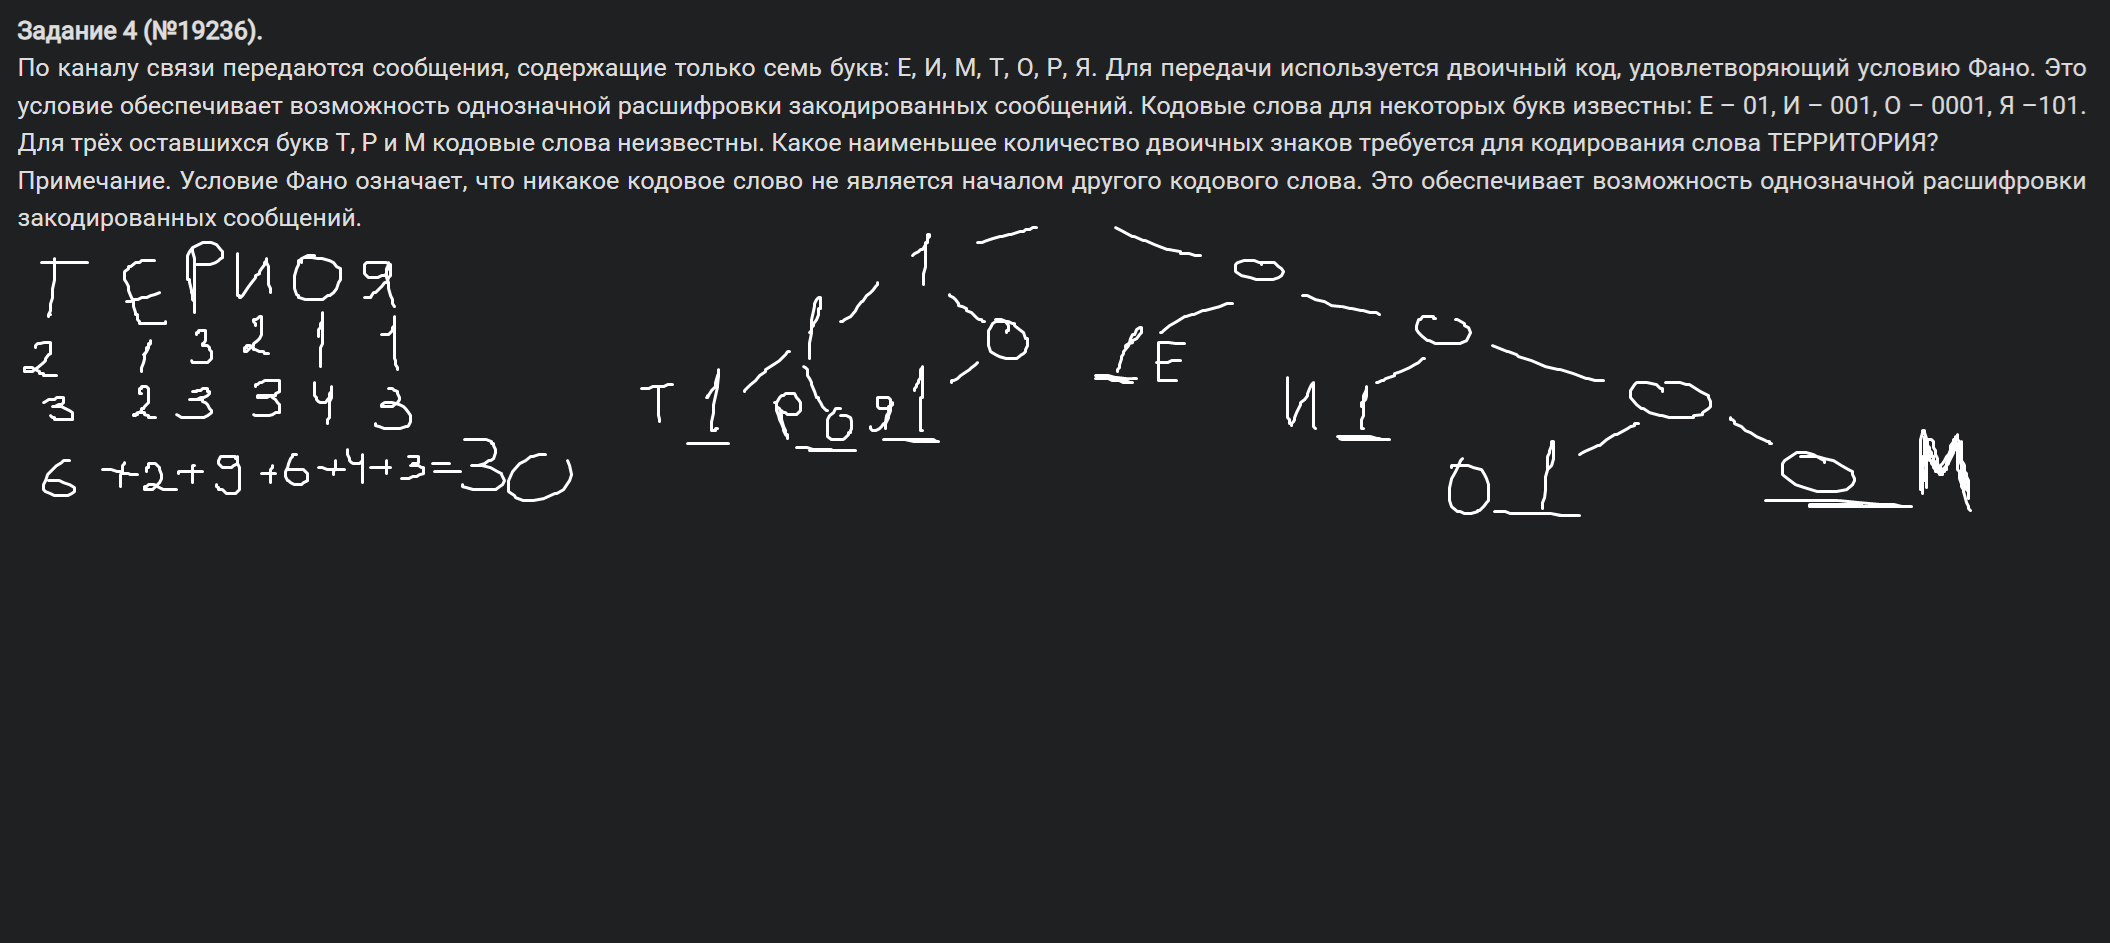 Задание 4 (№19236).
По каналу связи передаются сообщения, содержащие только семь букв: Е, И, М, Т, О, Р, Я. Для передачи используется двоичный код, удовлетворяющий условию Фано. Это
условие обеспечивает возможность однозначной расшифровки закодированных сообщений. Кодовые слова для некоторых букв известны: Е – 01, И – 001, О – 0001, Я –101.
Для трёх оставшихся букв Т, Р и М кодовые слова неизвестны. Какое наименьшее количество двоичных знаков требуется для кодирования слова ТЕРРИТОРИЯ?
Примечание. Условие Фано означает, что никакое кодовое слово не является началом другого кодового слова. Это обеспечивает возможность однозначной расшифровки
закодированных сообщений.
Т Е Р И О Я
2 1 3 2 1 1
3 2 3 3 4 3
6 +2+9+6+4+3=30
1 0
1 0 1 Е 0
Т 1 Р 0 Я 1 И 1 0
О 1 0 М